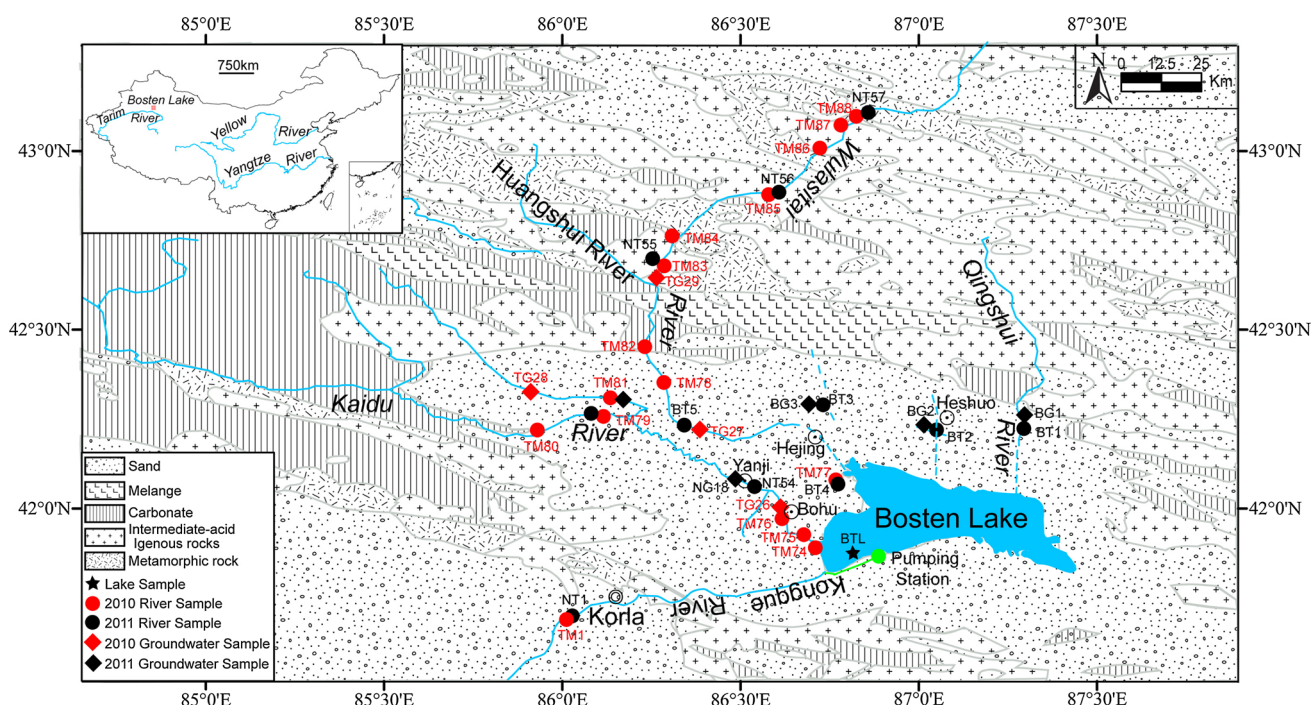 85°0'E
86°0'E
86°30'E
87°0'E
87°30'E
750km
Bosten Lake
Tarim
River
Yellow
River
Yangtze
River
N
0 12.5 25
Km
43°0'N
42°30'N
42°0'N
43°0'N
42°30'N
42°0'N
NT57
TM88
TM87
TM86
Wulasitai
NT56
TM85
Huangshui River
TM84
NT55
TM83
TG29
River
TM82
Qingshui
River
TM78
TG28
TM81
Kaidu
River
TM79
TM80
BT5
TG27
BG3
BT3
Hejing
Heshuo
BG2
BT2
BG1
BT1
Yanji
NG18
NT54
TM77
BT4
TG26
Bohu
TM76
TM75
TM74
Bosten Lake
BTL
Pumping
Station
Kongque
River
NT1
Korla
TM1
Sand
Melange
Carbonate
Intermediate-acid
Igenous rocks
Metamorphic rock
Lake Sample
2010 River Sample
2011 River Sample
2010 Groundwater Sample
2011 Groundwater Sample
85°0'E
86°0'E
86°30'E
87°0'E
87°30'E